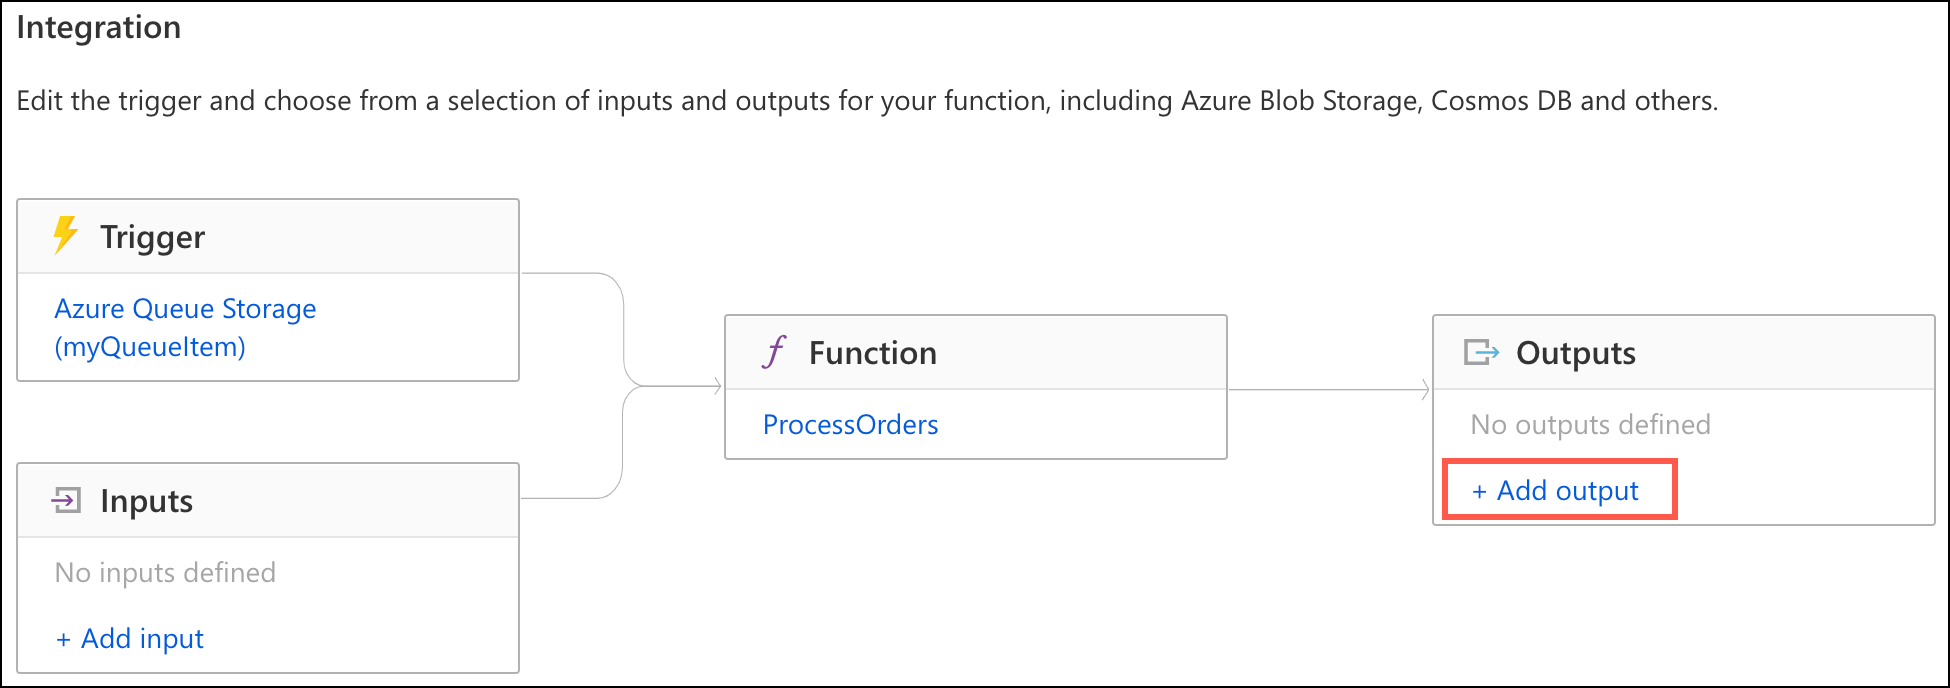 Integration
Edit the trigger and choose from a selection of inputs and outputs for your function, including Azure Blob Storage, Cosmos DB and others.
Trigger
Azure Queue Storage
(myQueueItem)
Inputs
No inputs defined
+ Add input
Function
ProcessOrders
Outputs
No outputs defined
+ Add output